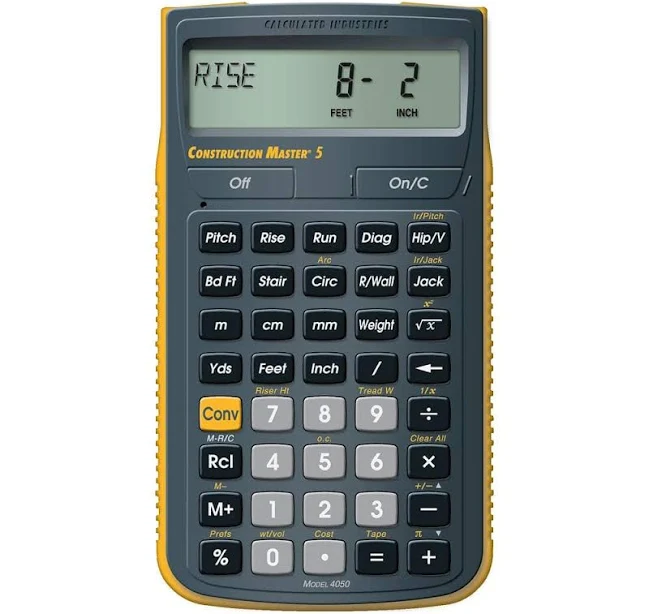 CALCULATED INDUSTRIES
RISE 8- 2
FEET INCH
CONSTRUCTION MASTER® 5
Off On/C
Ir/Pitch
Pitch Rise Run Diag Hip/V
Arc Ir/Jack
Bd Ft Stair Circ R/Wall Jack
x²
m cm mm Weight √x
Yds Feet Inch / ←
Riser Ht Tread W 1/x
Conv 7 8 9 ÷
M-R/C o.c. Clear All
Rcl 4 5 6 ×
M– +/– ▲
M+ 1 2 3 –
Prefs wt/vol Cost Tape π ▼
% 0 • = +
MODEL 4050